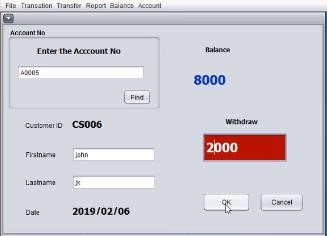 File Transation Transfer Report Balance Account
Account No
Enter the Acccount No
A0005
Find
Balance
8000
Customer ID CS006
Withdraw
2000
Firstname john
Lastname jk
OK Cancel
Date 2019/02/06